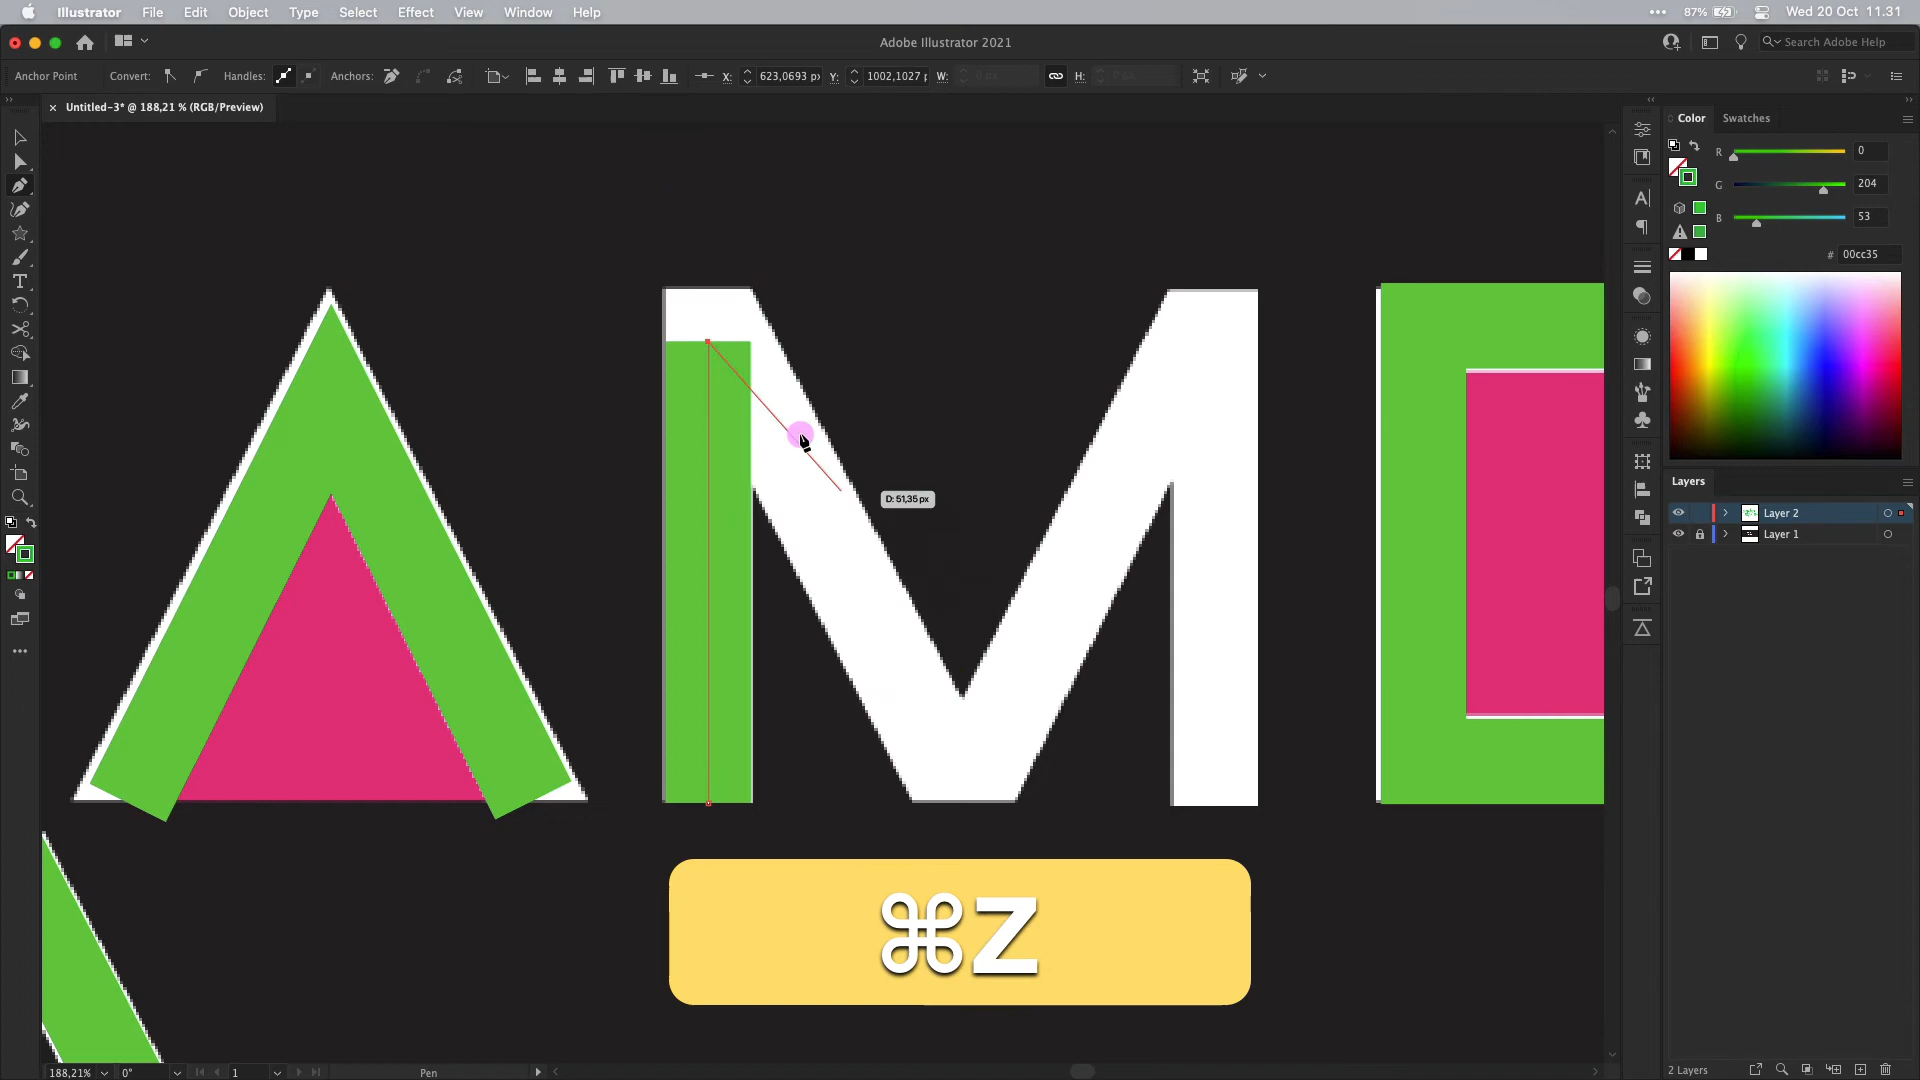 Illustrator File Edit Object Type Select Effect View Window Help
87% Wed 20 Oct 11.31
Adobe Illustrator 2021
Search Adobe Help
Anchor Point Convert: Handles: Anchors: X: 623,0693 px Y: 1002,1027 W: H:
× Untitled-3* @ 188,21 % (RGB/Preview)
Color Swatches
R 0
G 204
B 53
# 00cc35
D: 51,35 px
Layers
Layer 2
Layer 1
⌘Z
188,21% 0° 1 Pen
2 Layers